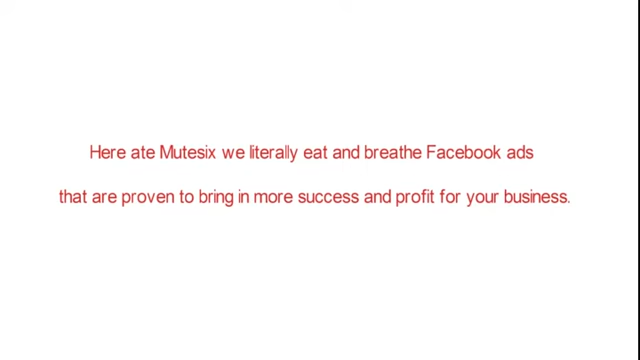 Here ate Mutesix we literally eat and breathe Facebook ads
that are proven to bring in more success and profit for your business.